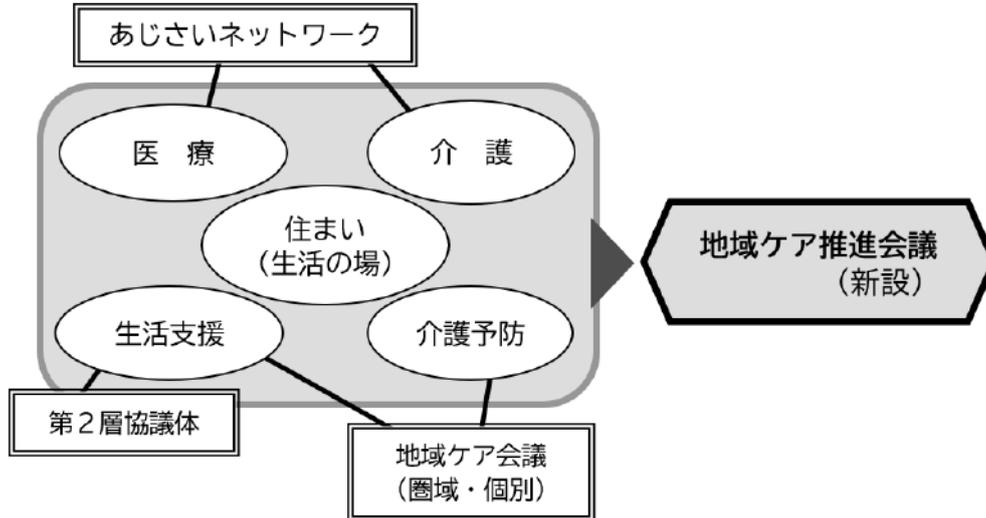 あじさいネットワーク
医　療
介　護
住まい
（生活の場）
生活支援
介護予防
第２層協議体
地域ケア会議
（圏域・個別）
地域ケア推進会議
（新設）